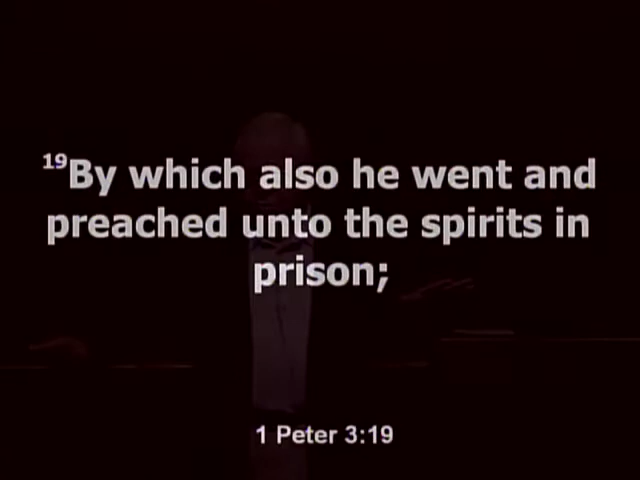 19By which also he went and
preached unto the spirits in
prison;
1 Peter 3:19